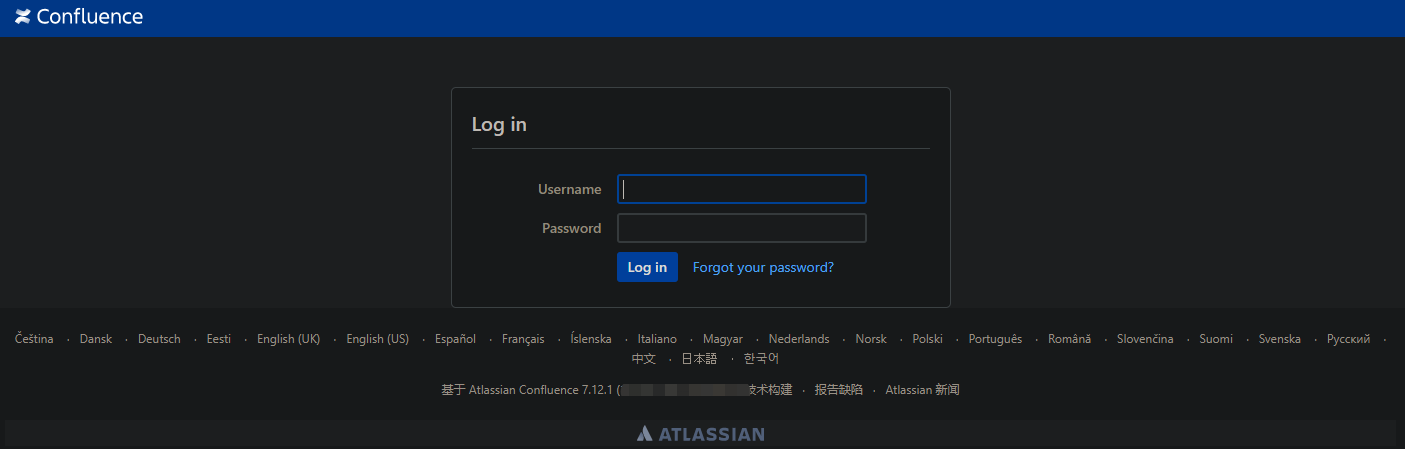 Confluence
Log in
Username
Password
Log in Forgot your password?
Čeština · Dansk · Deutsch · Eesti · English (UK) · English (US) · Español · Français · Íslenska · Italiano · Magyar · Nederlands · Norsk · Polski · Português · Română · Slovenčina · Suomi · Svenska · Русский ·
中文 · 日本語 · 한국어
基于 Atlassian Confluence 7.12.1 ( 技术构建 · 报告缺陷 · Atlassian 新闻
ATLASSIAN